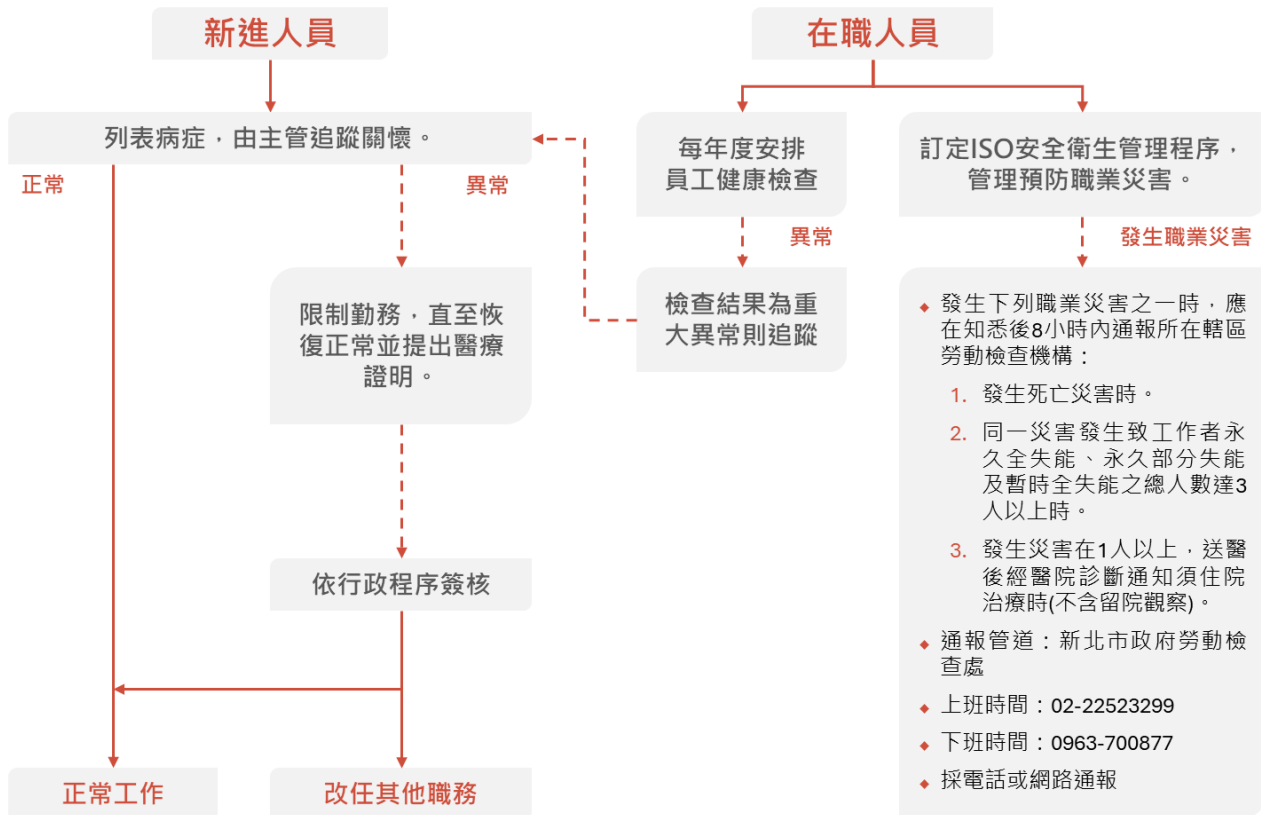 新進人員
列表病症，由主管追蹤關懷。
正常
異常
限制勤務，直至恢
復正常並提出醫療
證明。
依行政程序簽核
正常工作
改任其他職務
在職人員
每年度安排
員工健康檢查
異常
檢查結果為重
大異常則追蹤
訂定ISO安全衛生管理程序，
管理預防職業災害。
發生職業災害
◆ 發生下列職業災害之一時，應
在知悉後8小時內通報所在轄區
勞動檢查機構：
1. 發生死亡災害時。
2. 同一災害發生致工作者永
久全失能、永久部分失能
及暫時全失能之總人數達3
人以上時。
3. 發生災害在1人以上，送醫
後經醫院診斷通知須住院
治療時(不含留院觀察)。
◆ 通報管道：新北市政府勞動檢
查處
◆ 上班時間：02-22523299
◆ 下班時間：0963-700877
◆ 採電話或網路通報